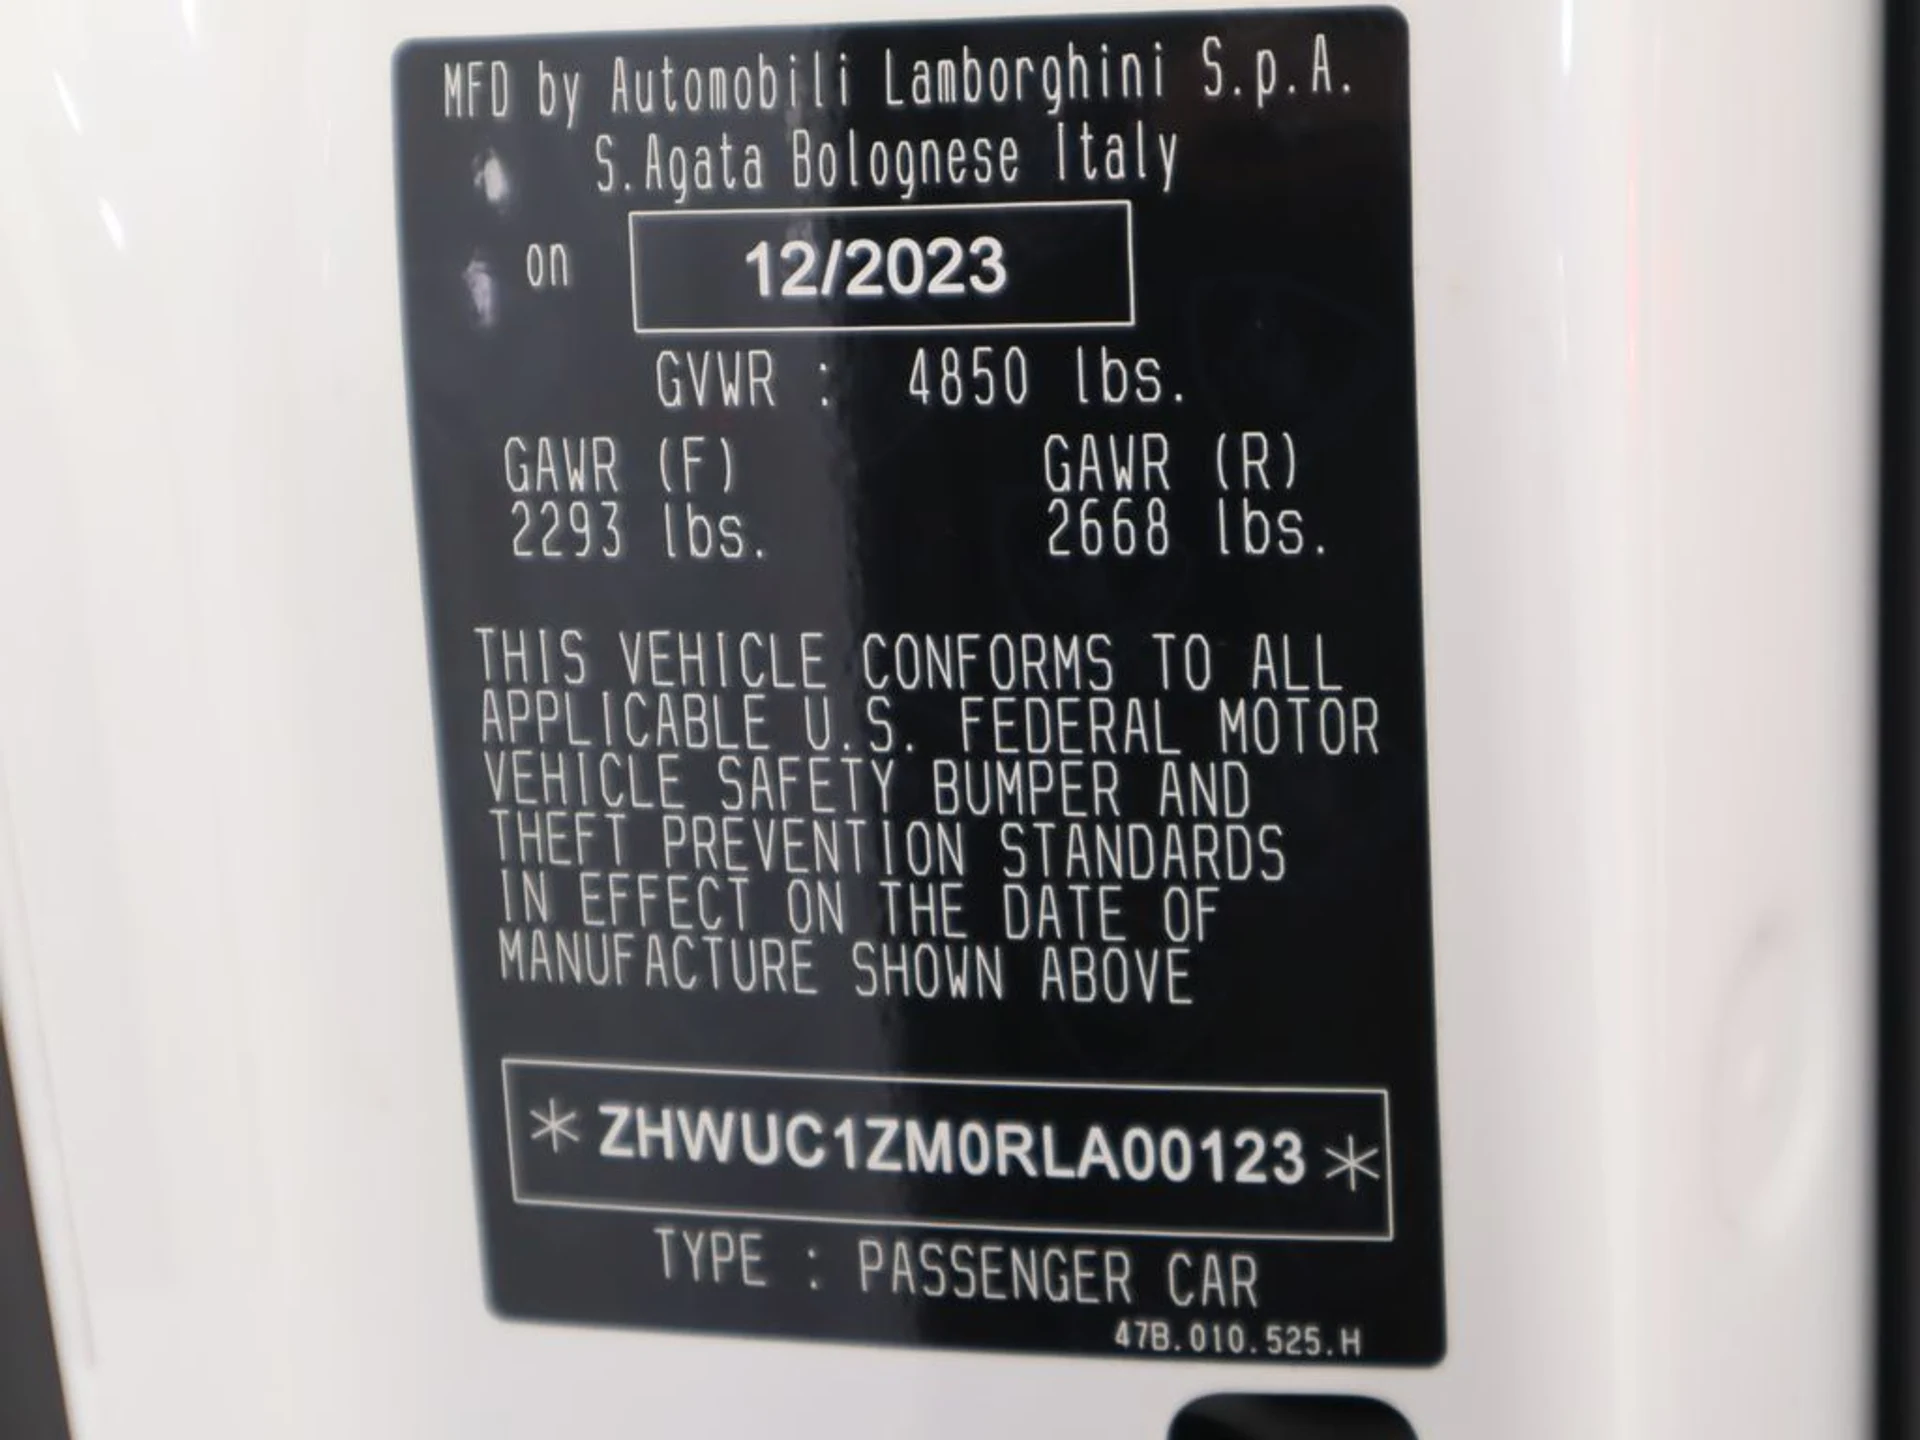 MFD by Automobili Lamborghini S.p.A.
S.Agata Bolognese Italy
on 12/2023
GVWR : 4850 lbs.
GAWR (F) GAWR (R)
2293 lbs. 2668 lbs.
THIS VEHICLE CONFORMS TO ALL
APPLICABLE U.S. FEDERAL MOTOR
VEHICLE SAFETY BUMPER AND
THEFT PREVENTION STANDARDS
IN EFFECT ON THE DATE OF
MANUFACTURE SHOWN ABOVE
*ZHWUC1ZM0RLA00123*
TYPE : PASSENGER CAR
47B.010.525.H